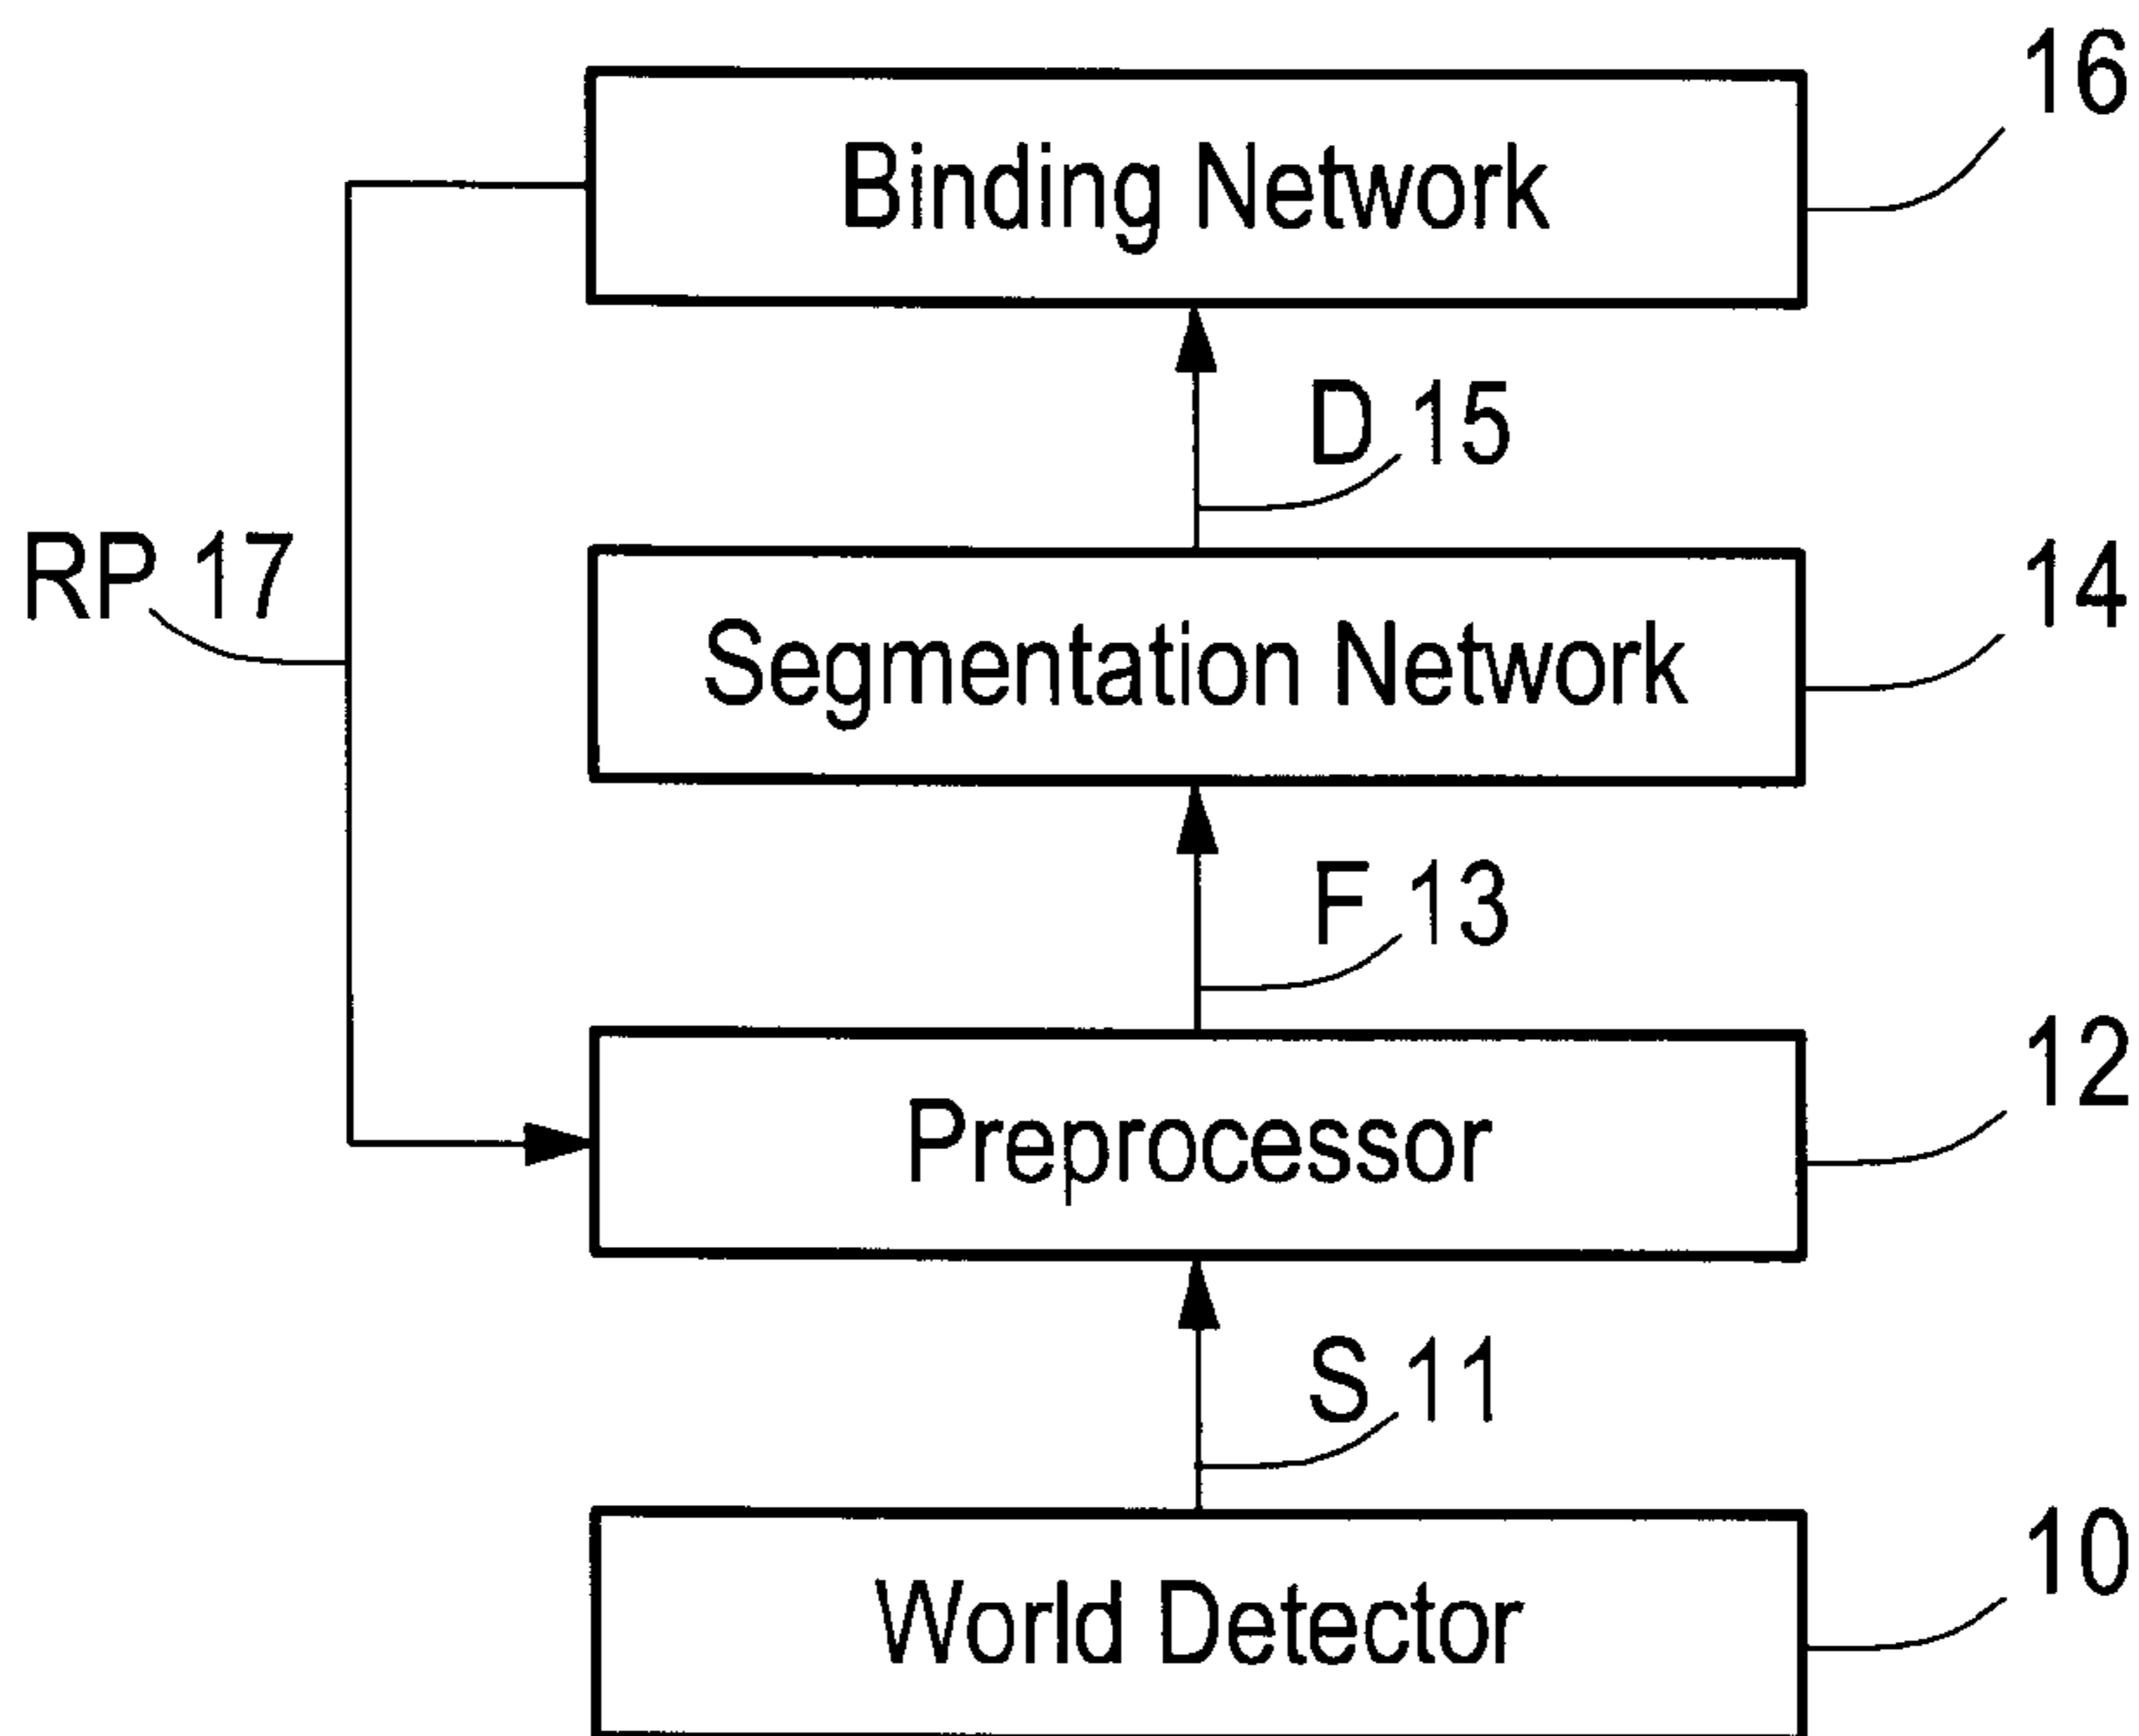 16
Binding Network
D 15
RP 17
14
Segmentation Network
F 13
12
Preprocessor
S 11
10
World Detector